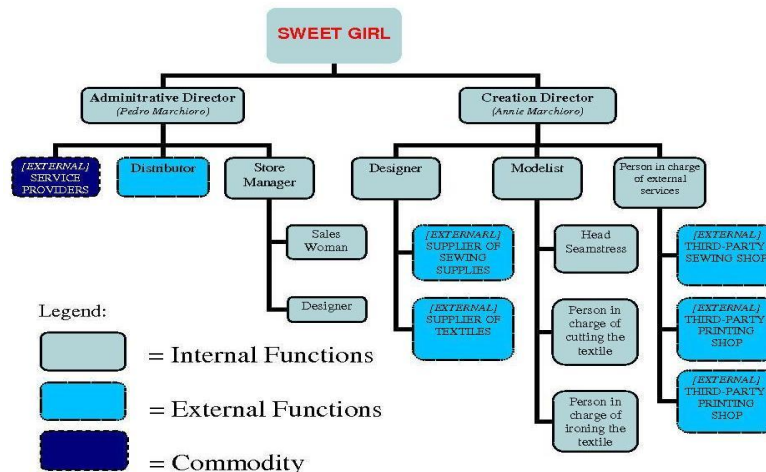 SWEET GIRL
Adminitrative Director
(Pedro Marchioro)
Creation Director
(Annie Marchioro)
[EXTERNAL]
SERVICE
PROVIDERS
Distributor
Store
Manager
Designer
Modelist
Person in charge
of external
services
Sales
Woman
Designer
[EXTERNARL]
SUPPLIER OF
SEWING
SUPPLIES
[EXTERNAL]
SUPPLIER OF
TEXTILES
Head
Seamstress
Person in
charge of
cutting the
textile
Person in
charge of
ironing the
textile
[EXTERNAL]
THIRD-PARTY
SEWING SHOP
[EXTERNAL]
THIRD-PARTY
PRINTING
SHOP
[EXTERNAL]
THIRD-PARTY
PRINTING
SHOP
Legend:
= Internal Functions
= External Functions
= Commodity